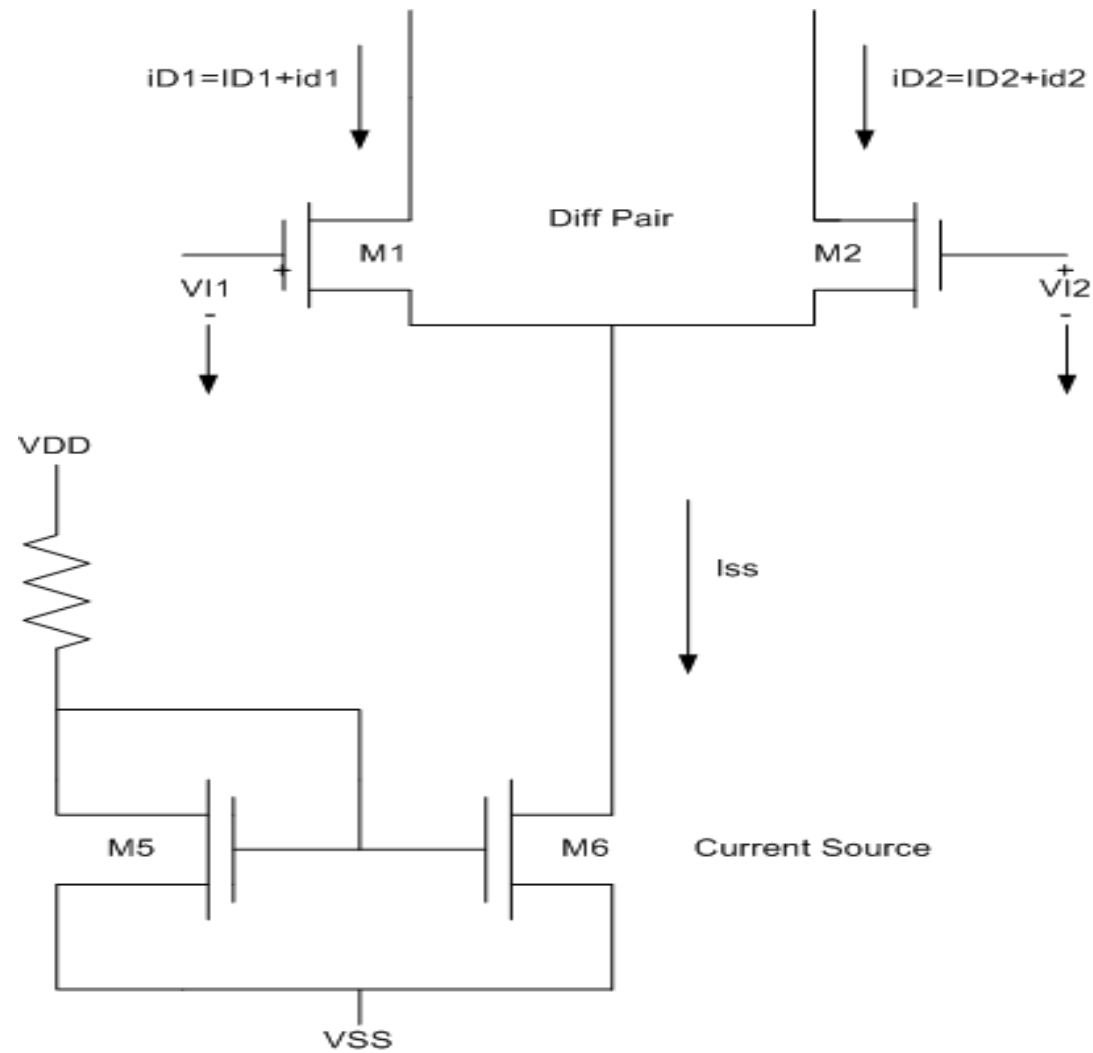 iD1=ID1+id1
iD2=ID2+id2
Diff Pair
M1
M2
+
VI1
-
+
VI2
-
VDD
Iss
M5
M6
Current Source
VSS